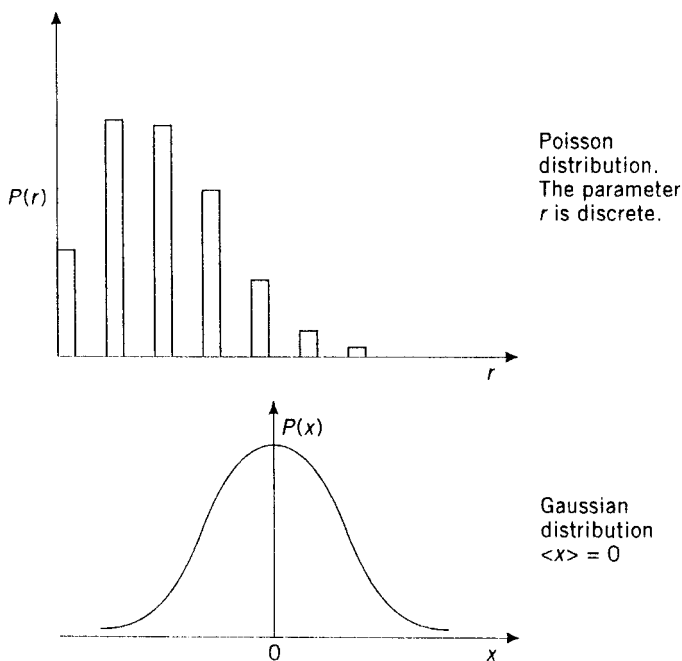 P(r)
Poisson
distribution.
The parameter
r is discrete.
r
P(x)
Gaussian
distribution
<x> = 0
0
x